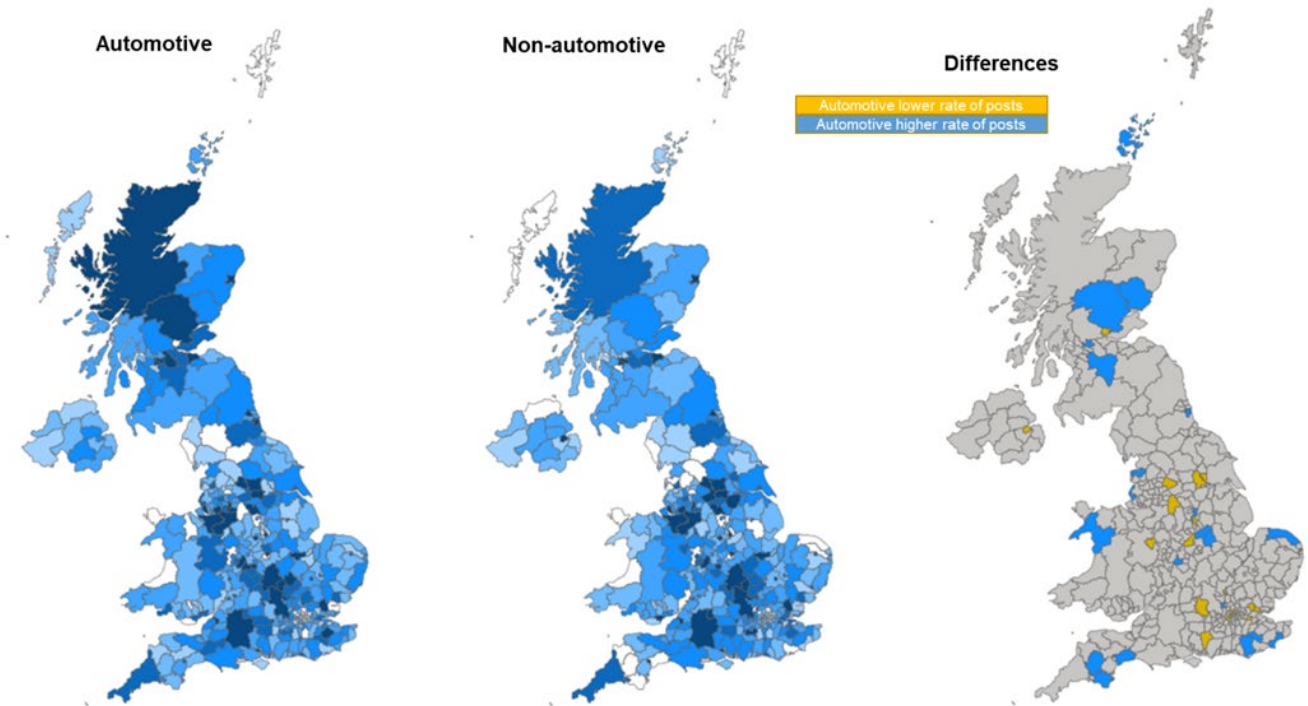 Automotive
Non-automotive
Differences
Automotive lower rate of posts
Automotive higher rate of posts